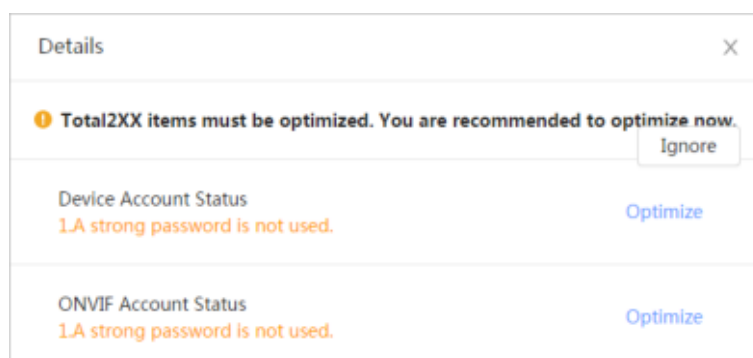 Details
Total2XX items must be optimized. You are recommended to optimize now.
Ignore
Device Account Status
Optimize
1.A strong password is not used.
ONVIF Account Status
Optimize
1.A strong password is not used.